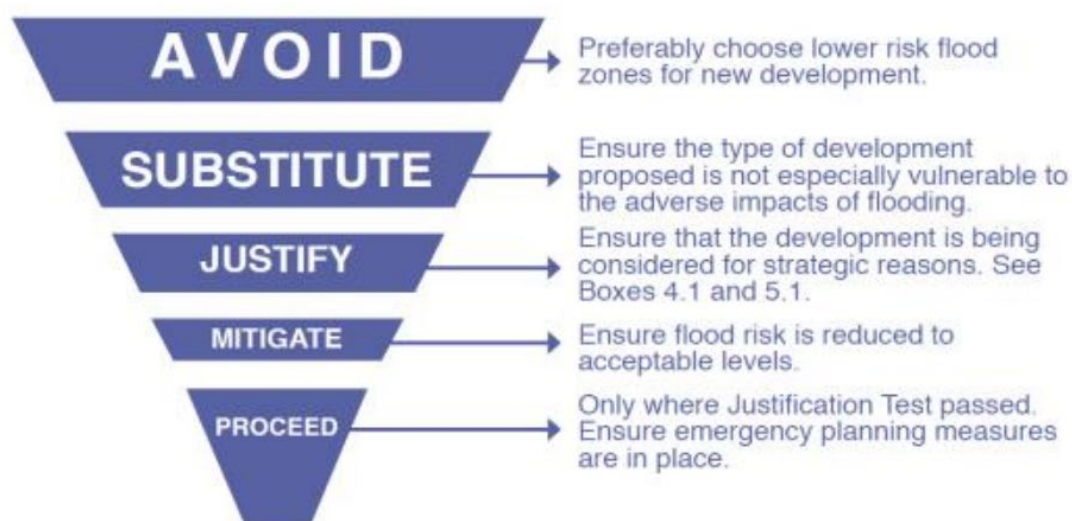 AVOID
Preferably choose lower risk flood
zones for new development.
SUBSTITUTE
Ensure the type of development
proposed is not especially vulnerable to
the adverse impacts of flooding.
JUSTIFY
Ensure that the development is being
considered for strategic reasons. See
Boxes 4.1 and 5.1.
MITIGATE
Ensure flood risk is reduced to
acceptable levels.
PROCEED
Only where Justification Test passed.
Ensure emergency planning measures
are in place.